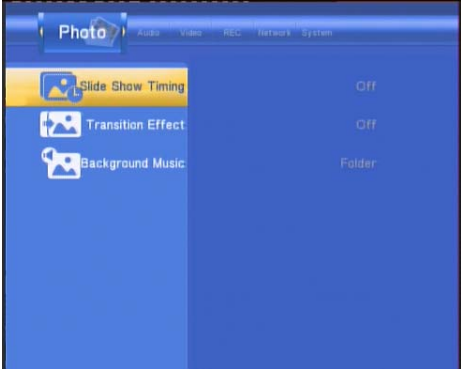 Photo Audio Video REC Network System
Slide Show Timing Off
Transition Effect Off
Background Music Folder